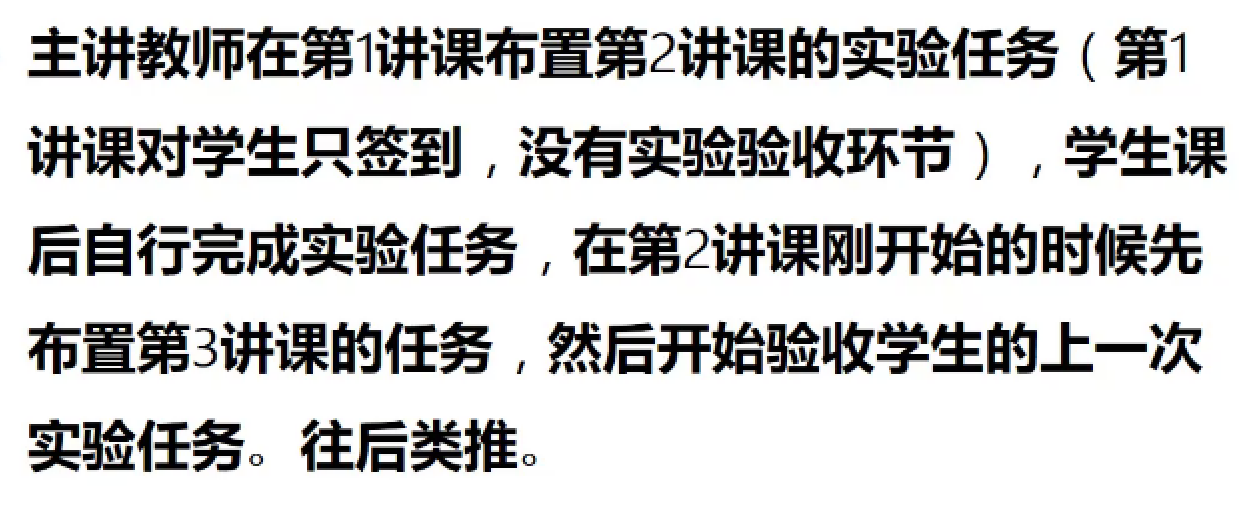 主讲教师在第1讲课布置第2讲课的实验任务（第1
讲课对学生只签到，没有实验验收环节），学生课
后自行完成实验任务，在第2讲课刚开始的时候先
布置第3讲课的任务，然后开始验收学生的上一次
实验任务。往后类推。